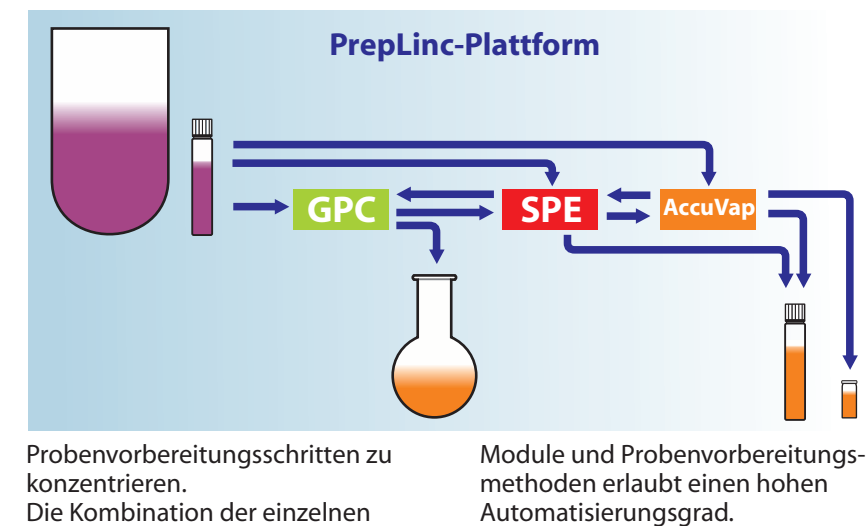 PrepLinc-Plattform
GPC
SPE
AccuVap
Probenvorbereitungsschritten zu
konzentrieren.
Die Kombination der einzelnen
Module und Probenvorbereitungs-
methoden erlaubt einen hohen
Automatisierungsgrad.